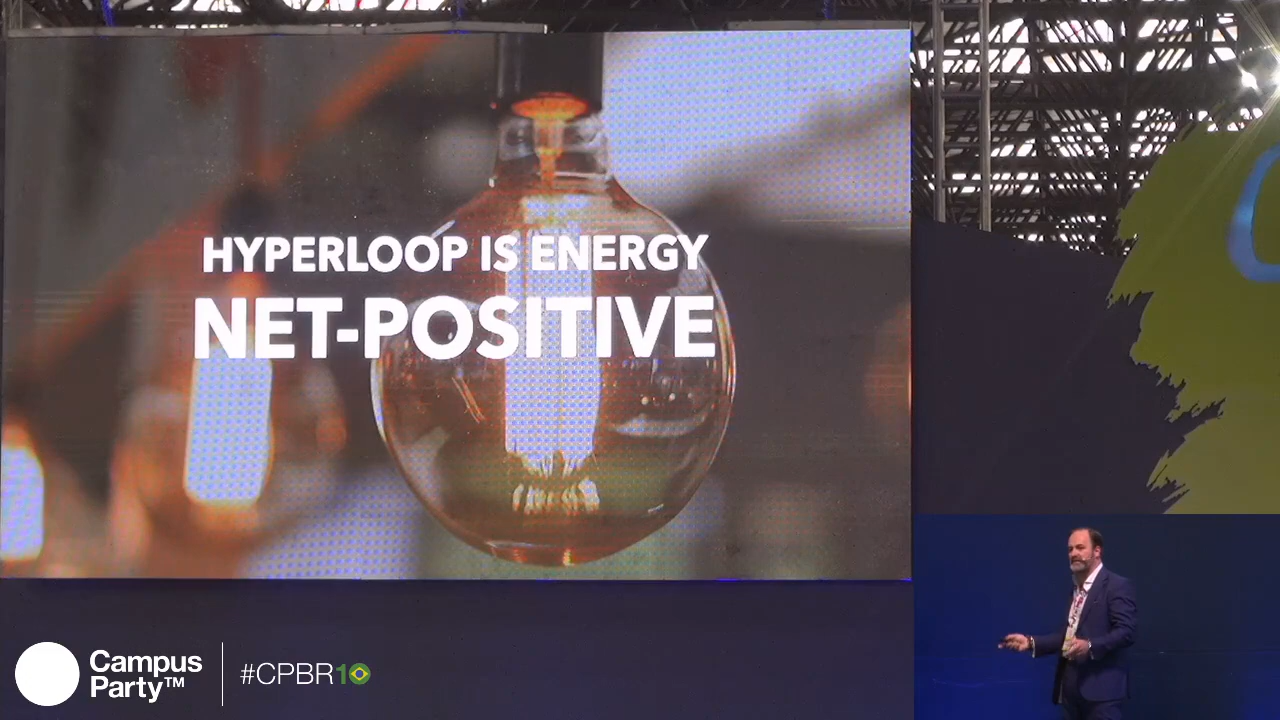 HYPERLOOP IS ENERGY
NET-POSITIVE
Campus
Party™
#CPBR10